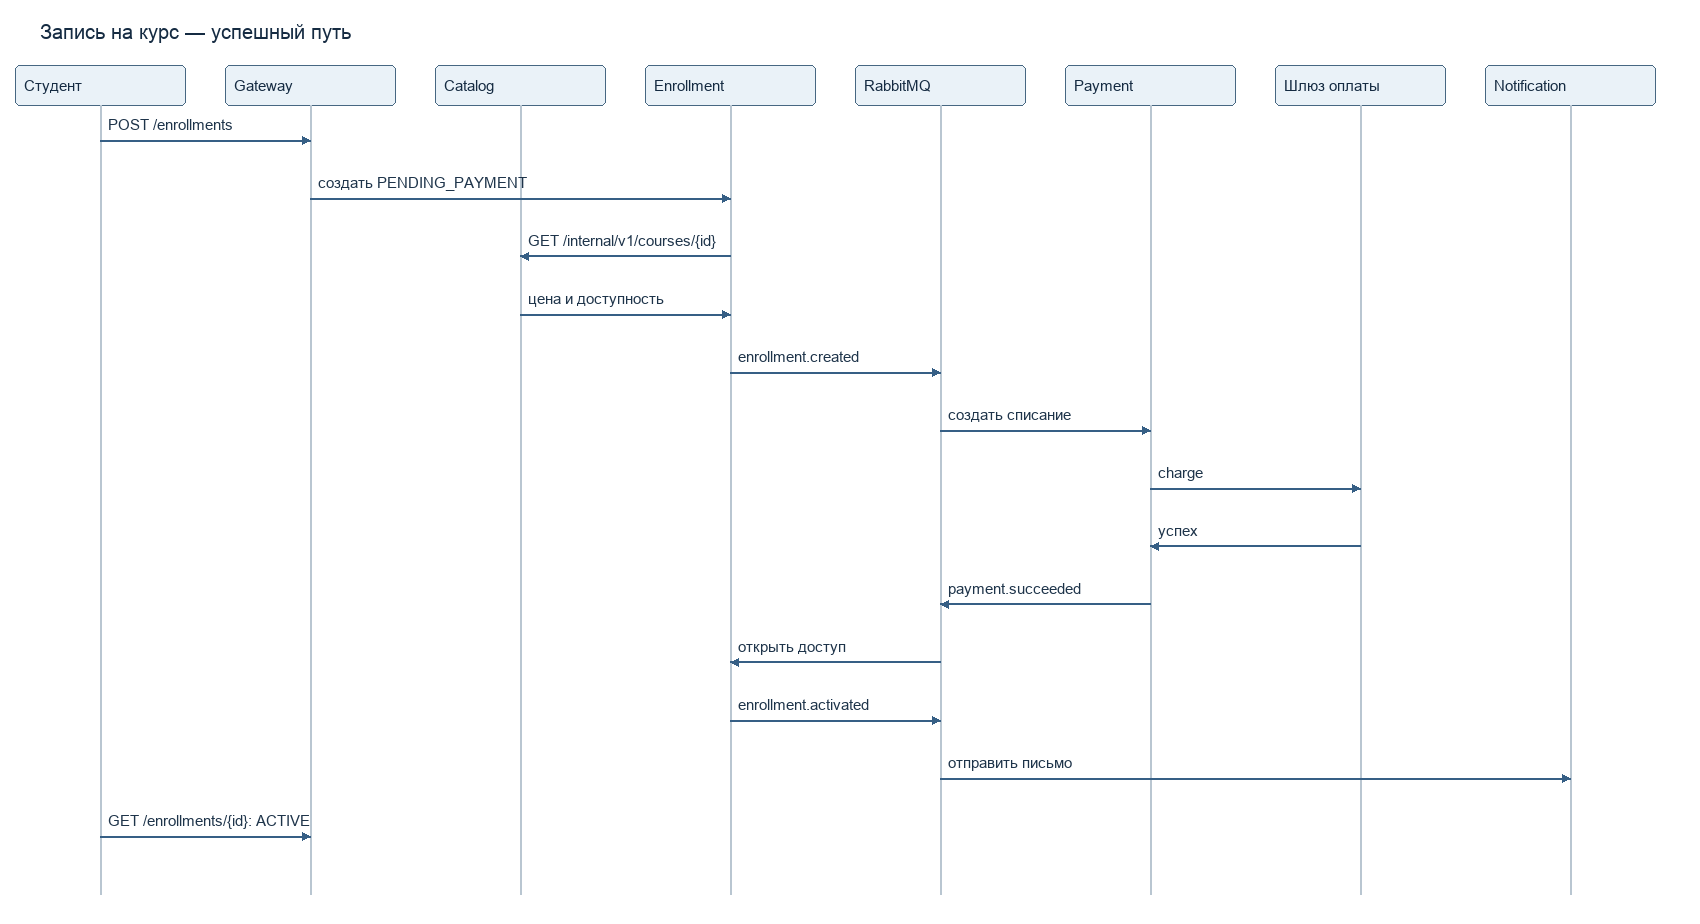 Запись на курс — успешный путь
Студент
Gateway
Catalog
Enrollment
RabbitMQ
Payment
Шлюз оплаты
Notification
POST /enrollments
создать PENDING_PAYMENT
GET /internal/v1/courses/{id}
цена и доступность
enrollment.created
создать списание
charge
успех
payment.succeeded
открыть доступ
enrollment.activated
отправить письмо
GET /enrollments/{id}: ACTIVE